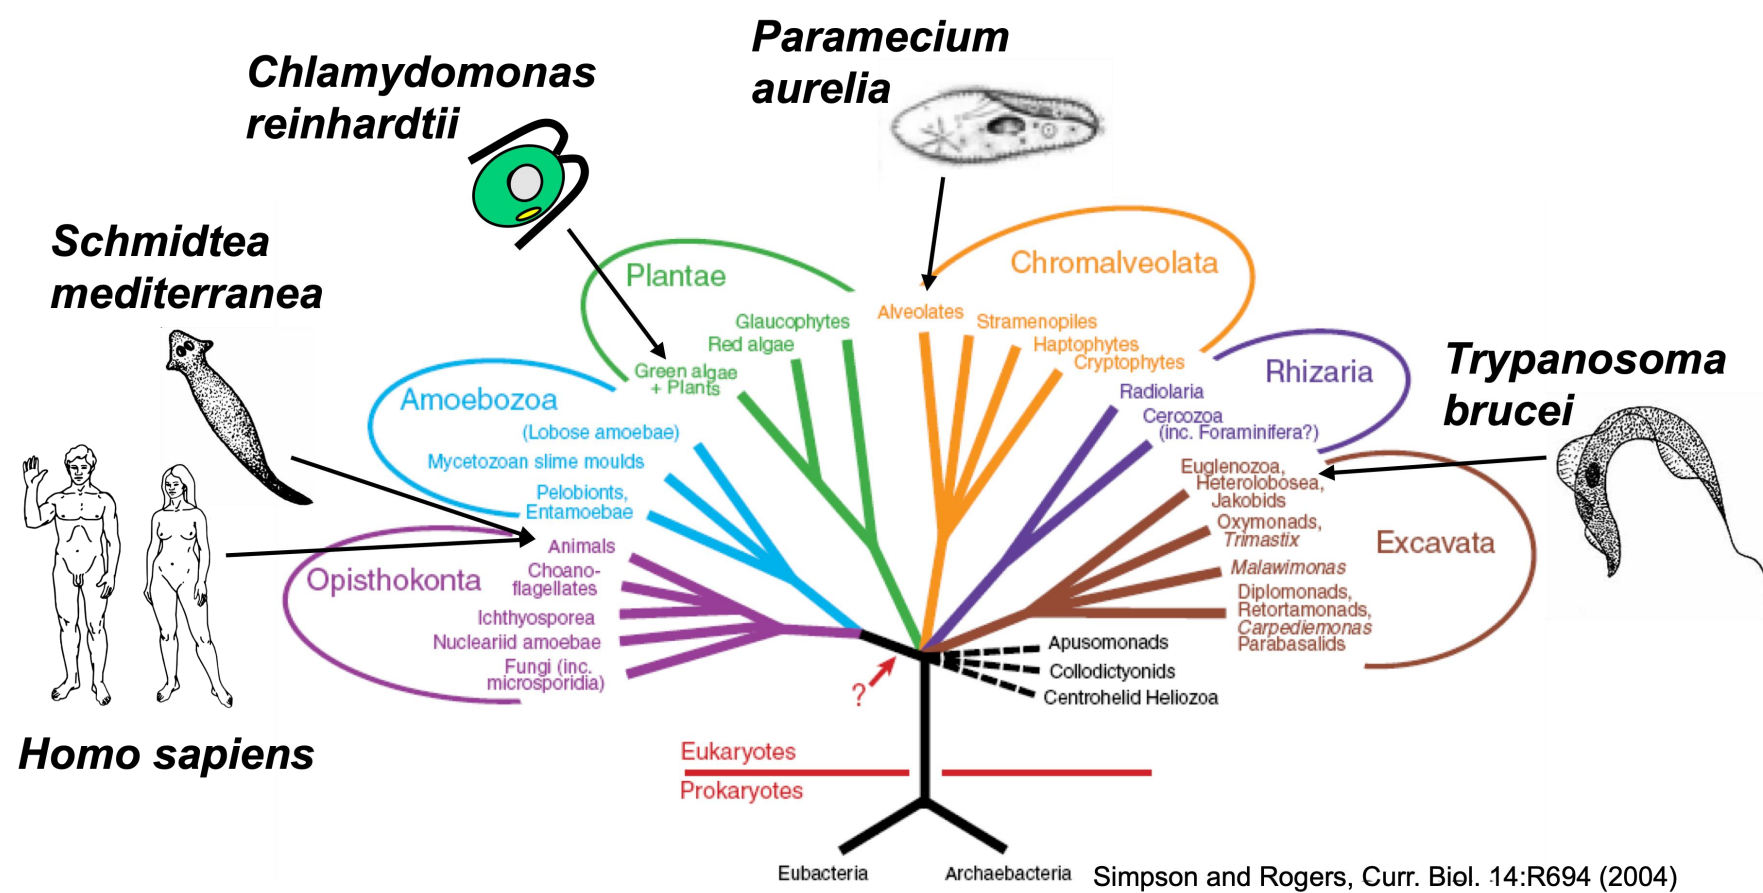 Paramecium
aurelia
Chlamydomonas
reinhardtii
Schmidtea
mediterranea
Homo sapiens
Trypanosoma
brucei
Plantae
Glaucophytes
Red algae
Green algae
+ Plants
Chromalveolata
Alveolates
Stramenopiles
Haptophytes
Cryptophytes
Amoebozoa
(Lobose amoebae)
Mycetozoan slime moulds
Pelobionts,
Entamoebae
Rhizaria
Radiolaria
Cercozoa
(inc. Foraminifera?)
Opisthokonta
Animals
Choano-
flagellates
Ichthyosporea
Nucleariid amoebae
Fungi (inc.
microsporidia)
Excavata
Euglenozoa,
Heterolobosea,
Jakobids
Oxymonads,
Trimastix
Malawimonas
Diplomonads,
Retortamonads,
Carpediemonas
Parabasalids
Apusomonads
Collodictyonids
Centrohelid Heliozoa
?
Eukaryotes
Prokaryotes
Eubacteria
Archaebacteria
Simpson and Rogers, Curr. Biol. 14:R694 (2004)